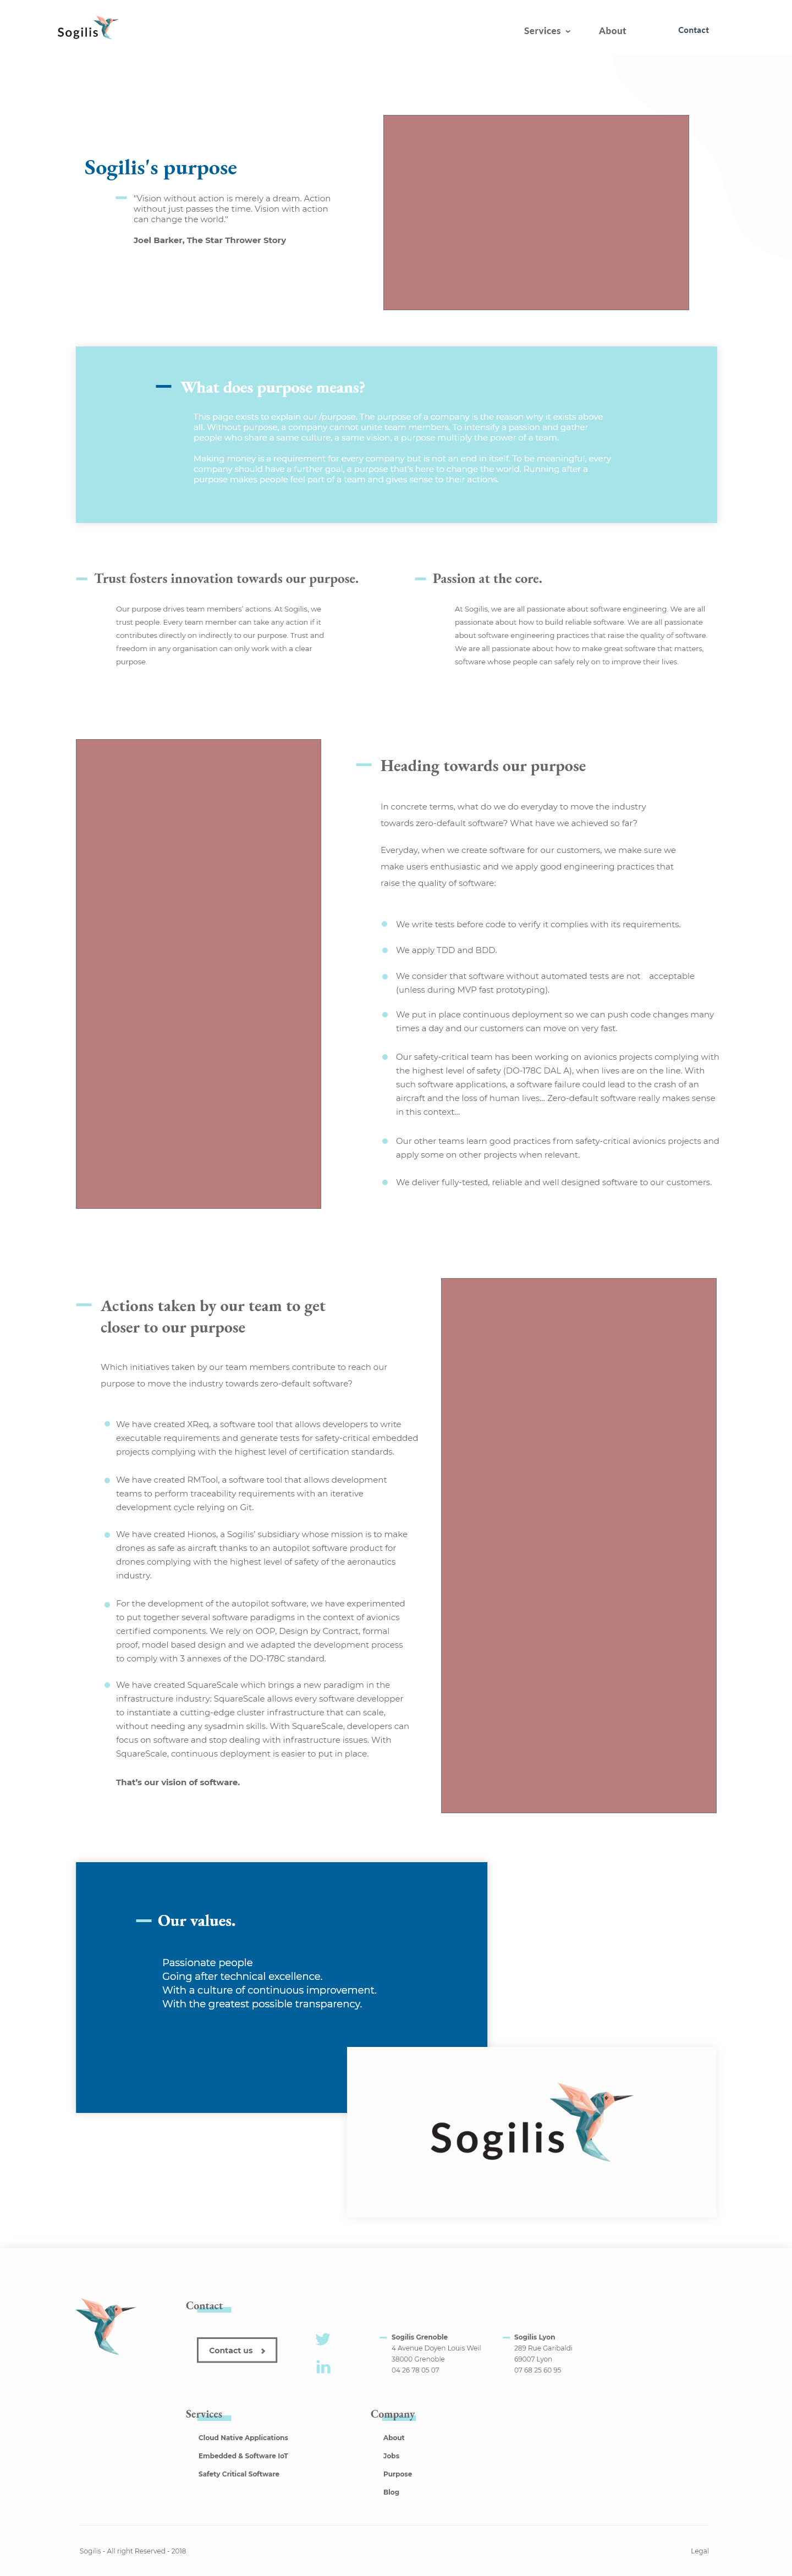 Sogilis
Services
About
Contact
Sogilis's purpose
"Vision without action is merely a dream. Action
without just passes the time. Vision with action
can change the world."
Joel Barker, The Star Thrower Story
What does purpose means?
This page exists to explain our /purpose. The purpose of a company is the reason why it exists above
all. Without purpose, a company cannot unite team members. To intensify a passion and gather
people who share a same culture, a same vision, a purpose multiply the power of a team.
Making money is a requirement for every company but is not an end in itself. To be meaningful, every
company should have a further goal, a purpose that's here to change the world. Running after a
purpose makes people feel part of a team and gives sense to their actions.
Trust fosters innovation towards our purpose.
Our purpose drives team members' actions. At Sogilis, we
trust people. Every team member can take any action if it
contributes directly on indirectly to our purpose. Trust and
freedom in any organisation can only work with a clear
purpose.
Passion at the core.
At Sogilis, we are all passionate about software engineering. We are all
passionate about how to build reliable software. We are all passionate
about software engineering practices that raise the quality of software.
We are all passionate about how to make great software that matters,
software whose people can safely rely on to improve their lives.
Heading towards our purpose
In concrete terms, what do we do everyday to move the industry
towards zero-default software? What have we achieved so far?
Everyday, when we create software for our customers, we make sure we
make users enthusiastic and we apply good engineering practices that
raise the quality of software:
We write tests before code to verify it complies with its requirements.
We apply TDD and BDD.
We consider that software without automated tests are not acceptable
(unless during MVP fast prototyping).
We put in place continuous deployment so we can push code changes many
times a day and our customers can move on very fast.
Our safety-critical team has been working on avionics projects complying with
the highest level of safety (DO-178C DAL A), when lives are on the line. With
such software applications, a software failure could lead to the crash of an
aircraft and the loss of human lives... Zero-default software really makes sense
in this context...
Our other teams learn good practices from safety-critical avionics projects and
apply some on other projects when relevant.
We deliver fully-tested, reliable and well designed software to our customers.
Actions taken by our team to get
closer to our purpose
Which initiatives taken by our team members contribute to reach our
purpose to move the industry towards zero-default software?
We have created XReq, a software tool that allows developers to write
executable requirements and generate tests for safety-critical embedded
projects complying with the highest level of certification standards.
We have created RMTool, a software tool that allows development
teams to perform traceability requirements with an iterative
development cycle relying on Git.
We have created Hionos, a Sogilis' subsidiary whose mission is to make
drones as safe as aircraft thanks to an autopilot software product for
drones complying with the highest level of safety of the aeronautics
industry.
For the development of the autopilot software, we have experimented
to put together several software paradigms in the context of avionics
certified components. We rely on OOP, Design by Contract, formal
proof, model based design and we adapted the development process
to comply with 3 annexes of the DO-178C standard.
We have created SquareScale which brings a new paradigm in the
infrastructure industry: SquareScale allows every software developper
to instantiate a cutting-edge cluster infrastructure that can scale,
without needing any sysadmin skills. With SquareScale, developers can
focus on software and stop dealing with infrastructure issues. With
SquareScale, continuous deployment is easier to put in place.
That's our vision of software.
Our values.
Passionate people
Going after technical excellence.
With a culture of continuous improvement.
With the greatest possible transparency.
Sogilis
Contact
Contact us
Sogilis Grenoble
4 Avenue Doyen Louis Weil
38000 Grenoble
04 26 78 05 07
Sogilis Lyon
289 Rue Garibaldi
69007 Lyon
07 68 25 60 95
Services
Cloud Native Applications
Embedded & Software IoT
Safety Critical Software
Company
About
Jobs
Purpose
Blog
Sogilis - All right Reserved - 2018
Legal